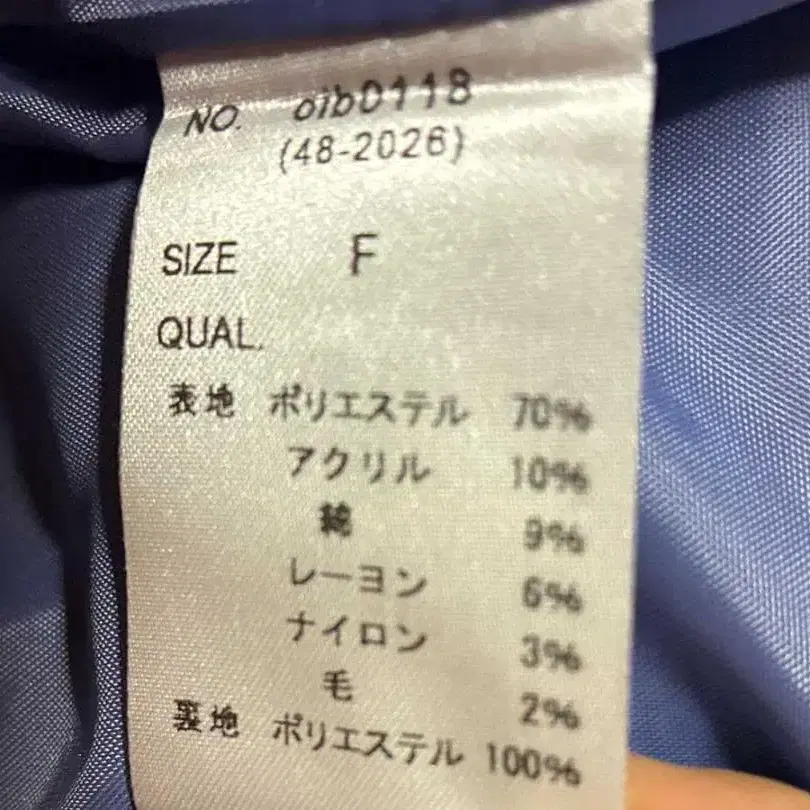 NO. oib0118
(48-2026)
SIZE F
QUAL.
表地 ポリエステル 70%
アクリル 10%
綿 9%
レーヨン 6%
ナイロン 3%
毛 2%
裏地 ポリエステル 100%